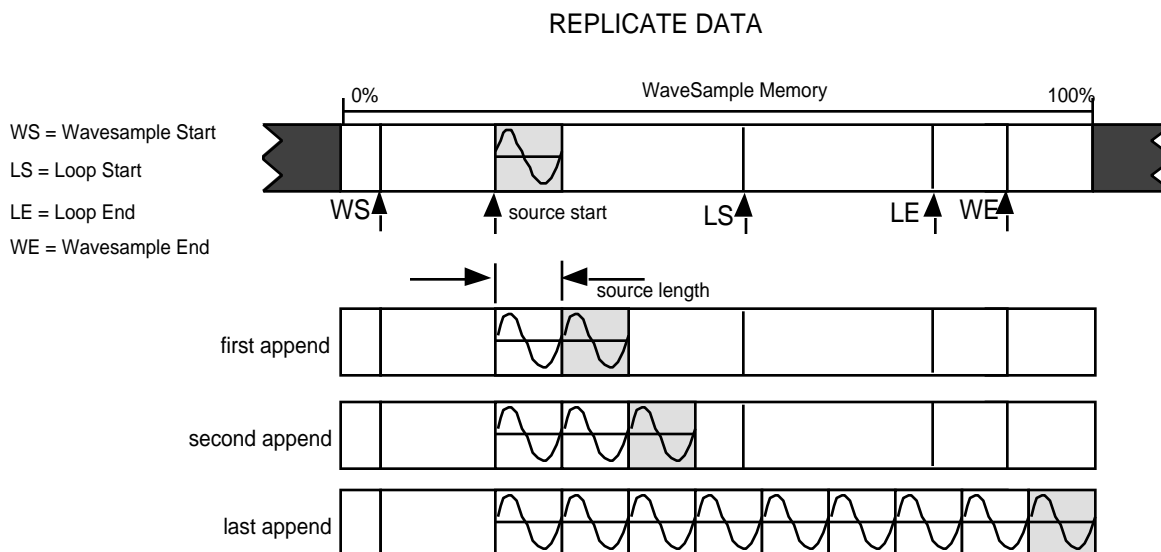 REPLICATE DATA
0% WaveSample Memory 100%
WS = Wavesample Start
LS = Loop Start
LE = Loop End
WE = Wavesample End
WS source start LS LE WE
source length
first append
second append
last append